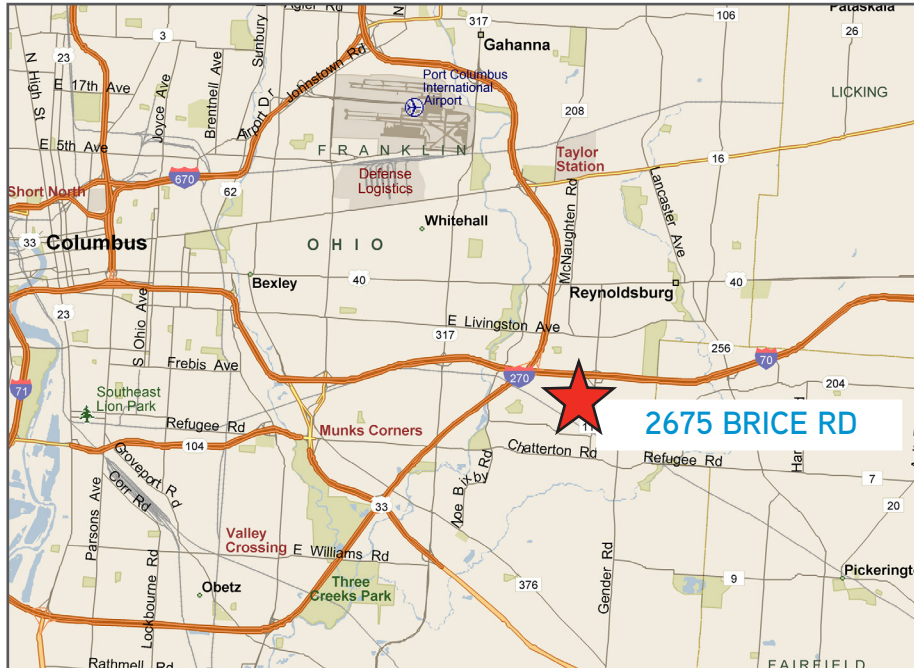 Agler Rd
N
317
106
Pataskala
3
Sunbury
Gahanna
26
23
N High St
E 17th Ave
Joyce Ave
Brentnell Ave
Airport Dr
Johnstown Rd
Port Columbus
International
Airport
208
LICKING
E 5th Ave
FRANKLIN
Taylor
Station
16
670
Defense
Logistics
Short North
62
McNaughten Rd
Lancaster Ave
Whitehall
33
Columbus
OHIO
Bexley
40
Reynoldsburg
40
23
S Ohio Ave
E Livingston Ave
317
256
70
Frebis Ave
270
204
71
Southeast
Lion Park
Refugee Rd
Munks Corners
2675 BRICE RD
104
Chatterton Rd
Refugee Rd
Groveport Rd
Corr Rd
Noe Bixby Rd
7
33
20
Parsons Ave
Valley
Crossing
E Williams Rd
Lockbourne Rd
Obetz
Three
Creeks Park
376
Gender Rd
9
Pickerington
Rathmell Rd
FAIRFIELD